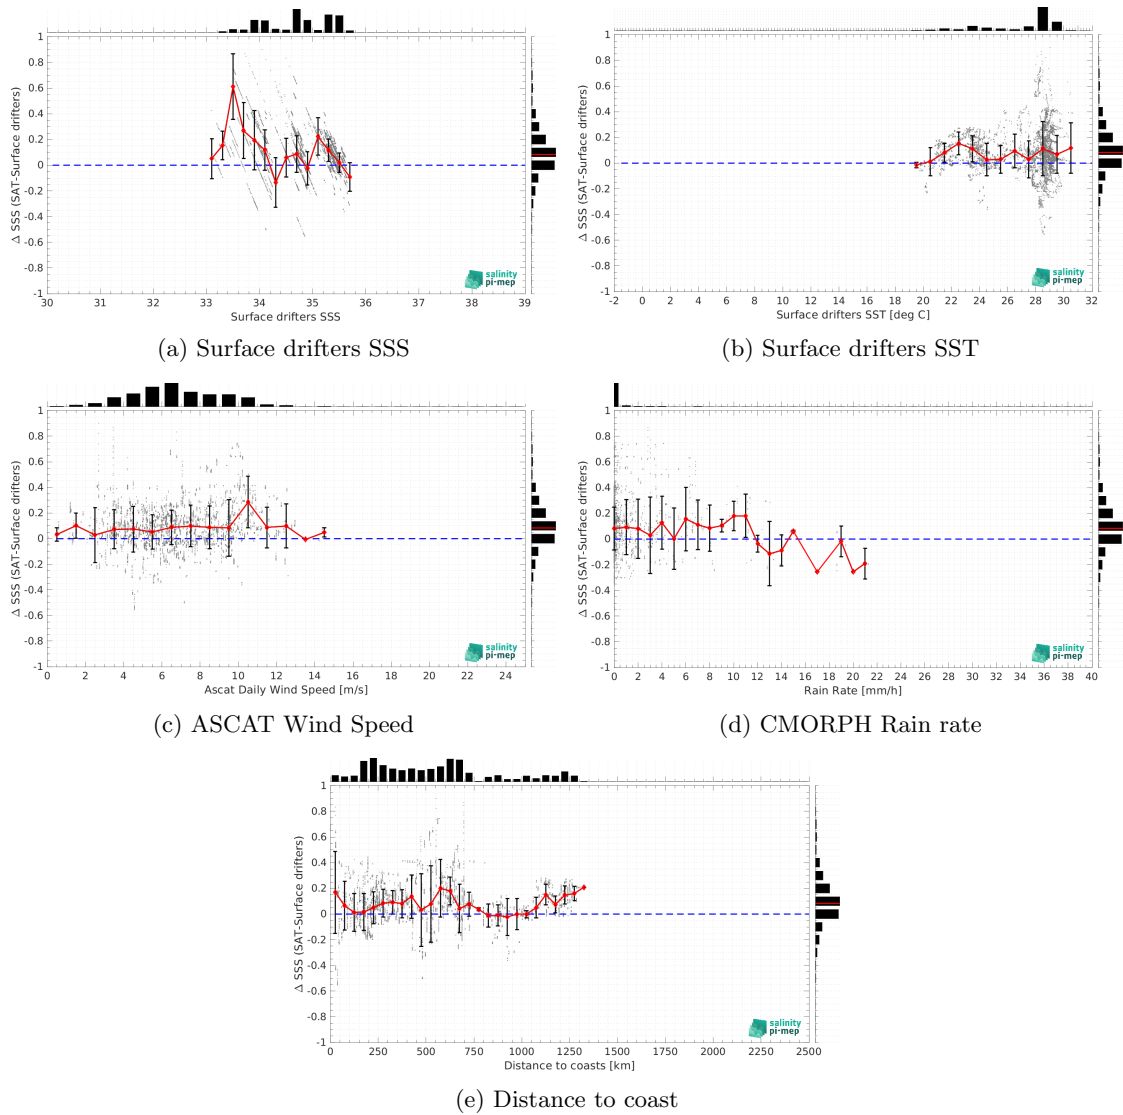 1
0.8
0.6
0.4
0.2
0
-0.2
-0.4
-0.6
-0.8
-1
Δ SSS (SAT-Surface drifters)
30 31 32 33 34 35 36 37 38 39
Surface drifters SSS
salinity
pi-mep
(a) Surface drifters SSS
1
0.8
0.6
0.4
0.2
0
-0.2
-0.4
-0.6
-0.8
-1
Δ SSS (SAT-Surface drifters)
-2 0 2 4 6 8 10 12 14 16 18 20 22 24 26 28 30 32
Surface drifters SST [deg C]
salinity
pi-mep
(b) Surface drifters SST
1
0.8
0.6
0.4
0.2
0
-0.2
-0.4
-0.6
-0.8
-1
Δ SSS (SAT-Surface drifters)
0 2 4 6 8 10 12 14 16 18 20 22 24
Ascat Daily Wind Speed [m/s]
salinity
pi-mep
(c) ASCAT Wind Speed
1
0.8
0.6
0.4
0.2
0
-0.2
-0.4
-0.6
-0.8
-1
Δ SSS (SAT-Surface drifters)
0 2 4 6 8 10 12 14 16 18 20 22 24 26 28 30 32 34 36 38 40
Rain Rate [mm/h]
salinity
pi-mep
(d) CMORPH Rain rate
1
0.8
0.6
0.4
0.2
0
-0.2
-0.4
-0.6
-0.8
-1
Δ SSS (SAT-Surface drifters)
0 250 500 750 1000 1250 1500 1750 2000 2250 2500
Distance to coasts [km]
salinity
pi-mep
(e) Distance to coast